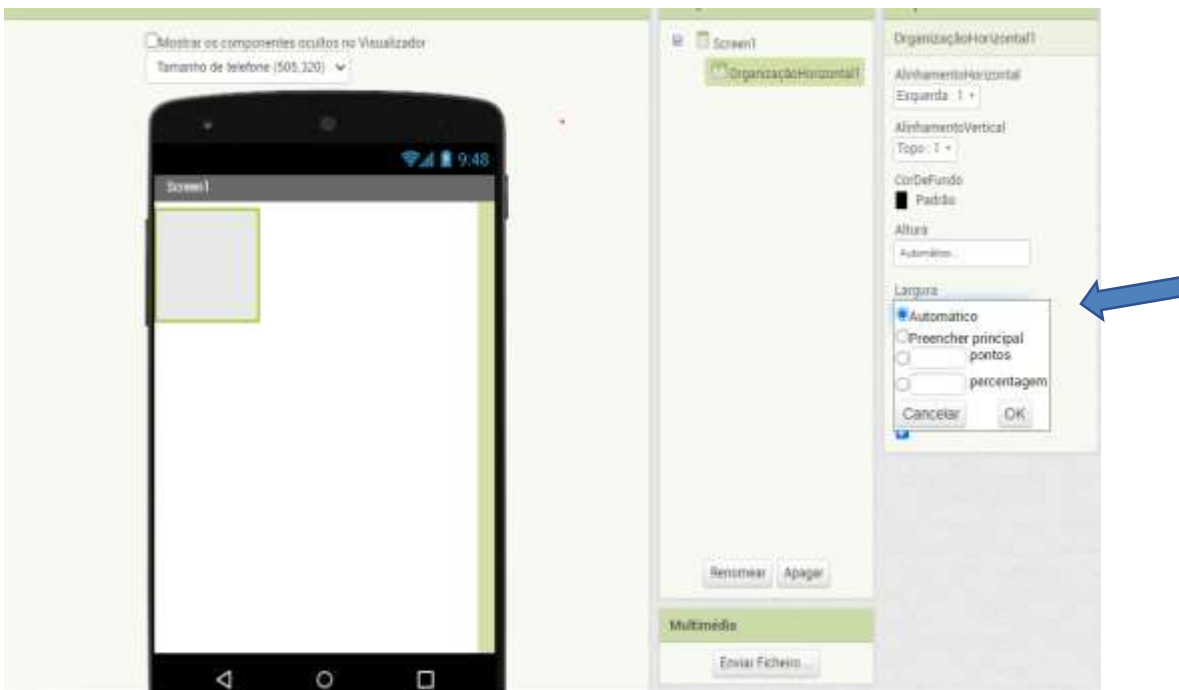 Mostrar os componentes ocultos no Visualizador
Tamanho de telefone (505,320)
9:48
Screen1
Screen1
OrganizaçãoHorizontal1
Renomear
Apagar
Multimédia
Enviar Ficheiro ...
OrganizaçãoHorizontal1
AlinhamentoHorizontal
Esquerda : 1
AlinhamentoVertical
Topo : 1
CorDeFundo
Padrão
Altura
Automático...
Largura
Automático
Preencher principal
pontos
percentagem
Cancelar
OK